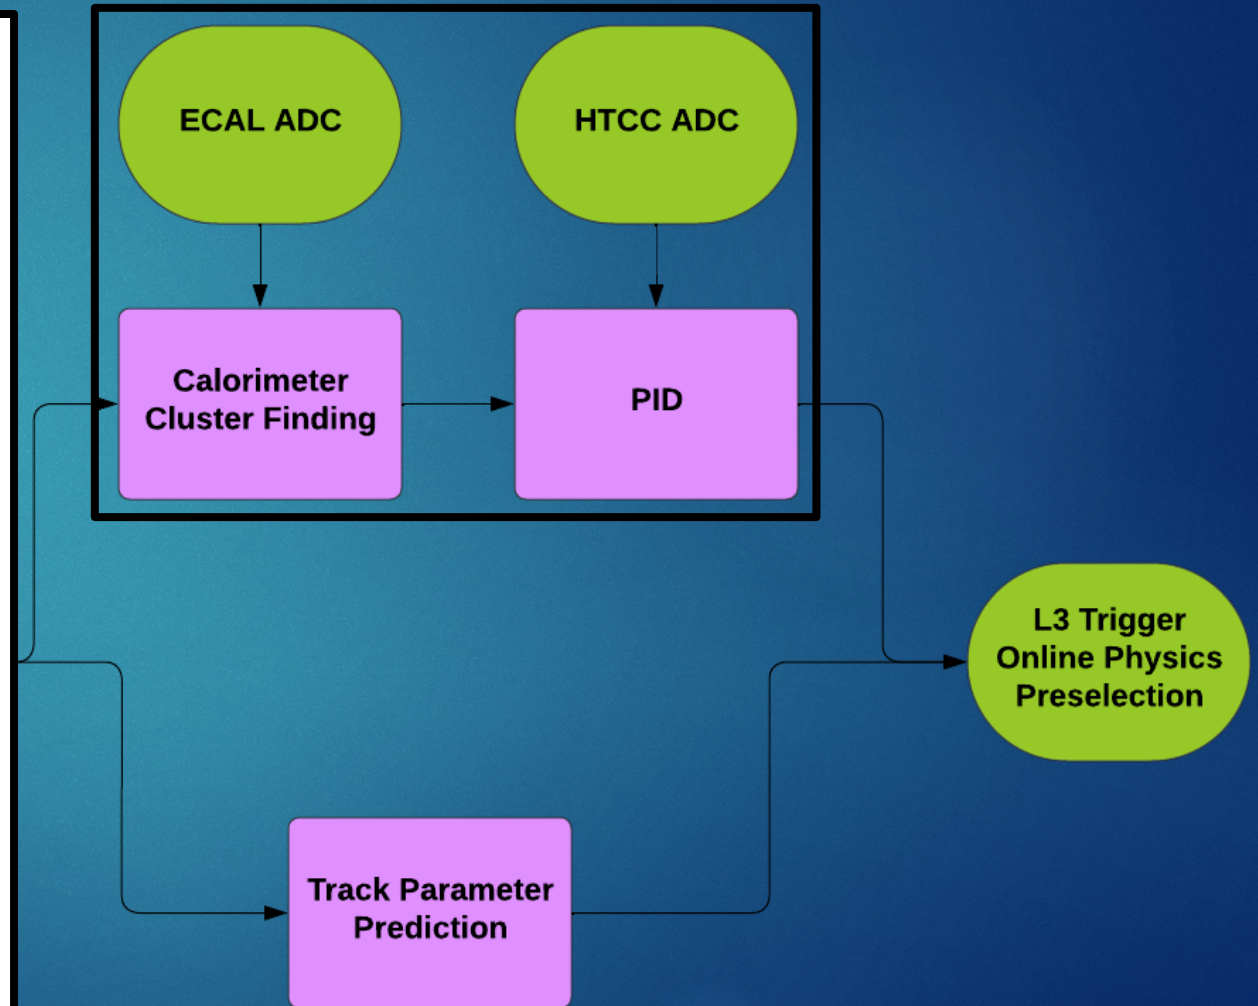 ECAL ADC
HTCC ADC
Calorimeter
Cluster Finding
PID
L3 Trigger
Online Physics
Preselection
Track Parameter
Prediction